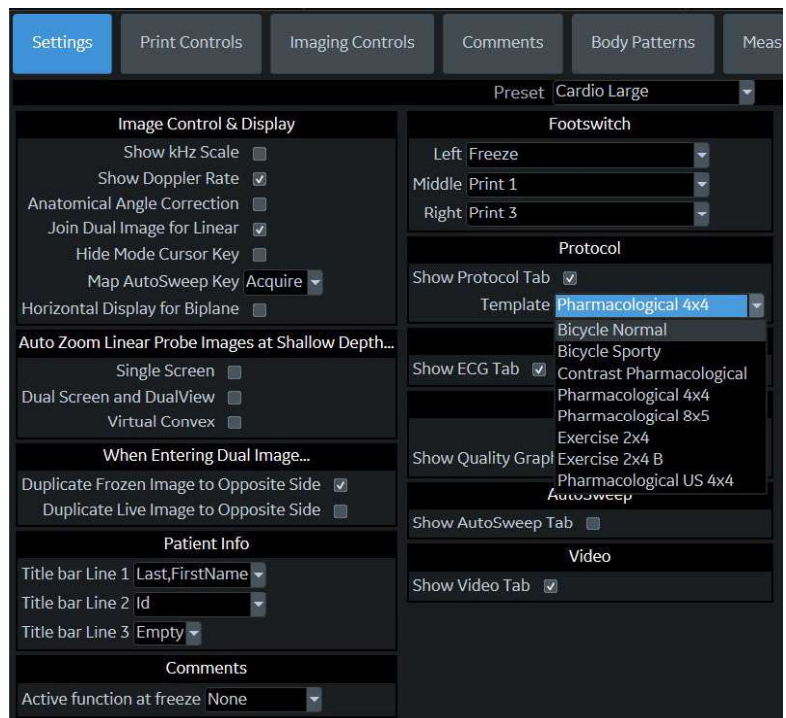 Settings
Print Controls
Imaging Controls
Comments
Body Patterns
Meas
Preset Cardio Large
Image Control & Display
Show kHz Scale
Show Doppler Rate
Anatomical Angle Correction
Join Dual Image for Linear
Hide Mode Cursor Key
Map AutoSweep Key Acquire
Horizontal Display for Biplane
Auto Zoom Linear Probe Images at Shallow Depth...
Single Screen
Dual Screen and DualView
Virtual Convex
When Entering Dual Image...
Duplicate Frozen Image to Opposite Side
Duplicate Live Image to Opposite Side
Patient Info
Title bar Line 1 Last,FirstName
Title bar Line 2 Id
Title bar Line 3 Empty
Comments
Active function at freeze None
Footswitch
Left Freeze
Middle Print 1
Right Print 3
Protocol
Show Protocol Tab
Template Pharmacological 4x4
Bicycle Normal
Bicycle Sporty
Contrast Pharmacological
Pharmacological 4x4
Pharmacological 8x5
Exercise 2x4
Exercise 2x4 B
Pharmacological US 4x4
Show ECG Tab
Show Quality Graph
AutoSweep
Show AutoSweep Tab
Video
Show Video Tab